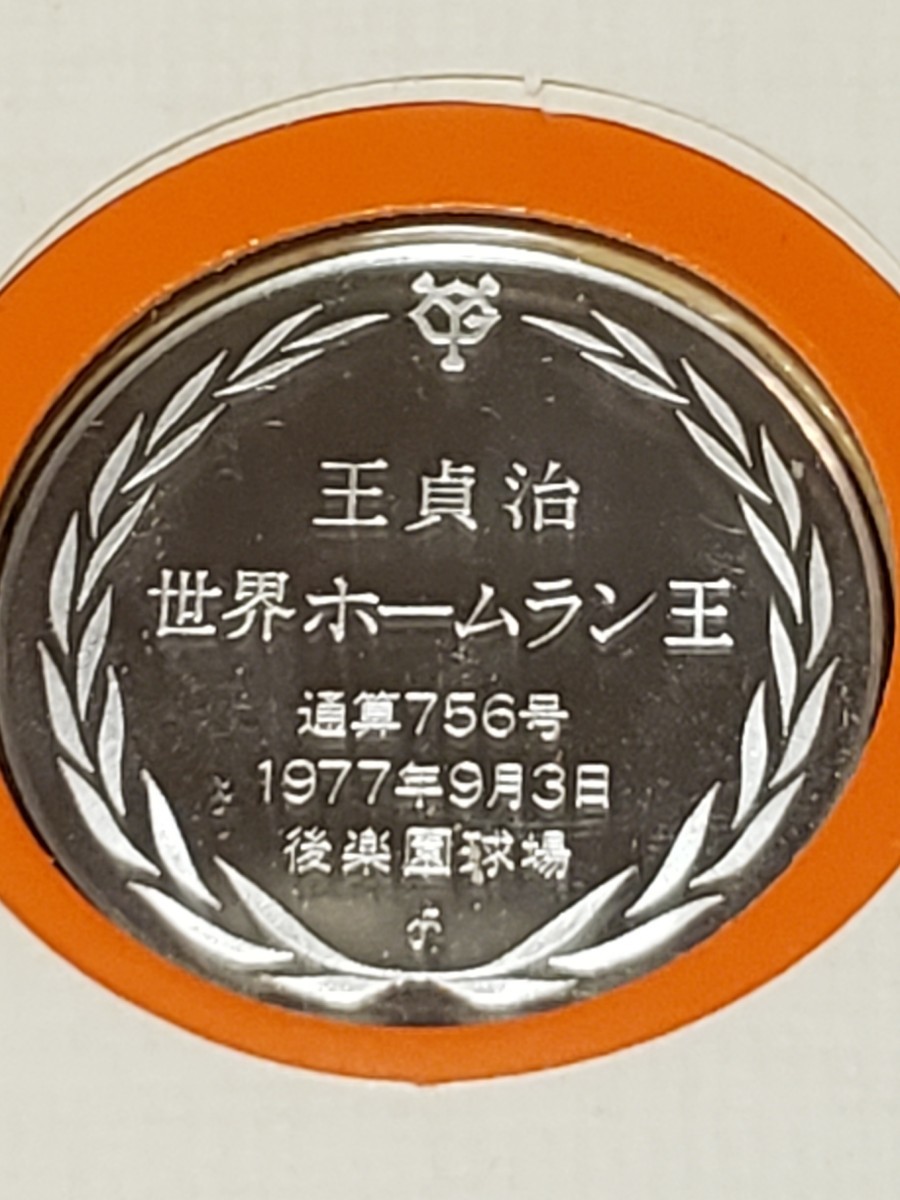 YG
王貞治
世界ホームラン王
通算756号
1977年9月3日
後楽園球場